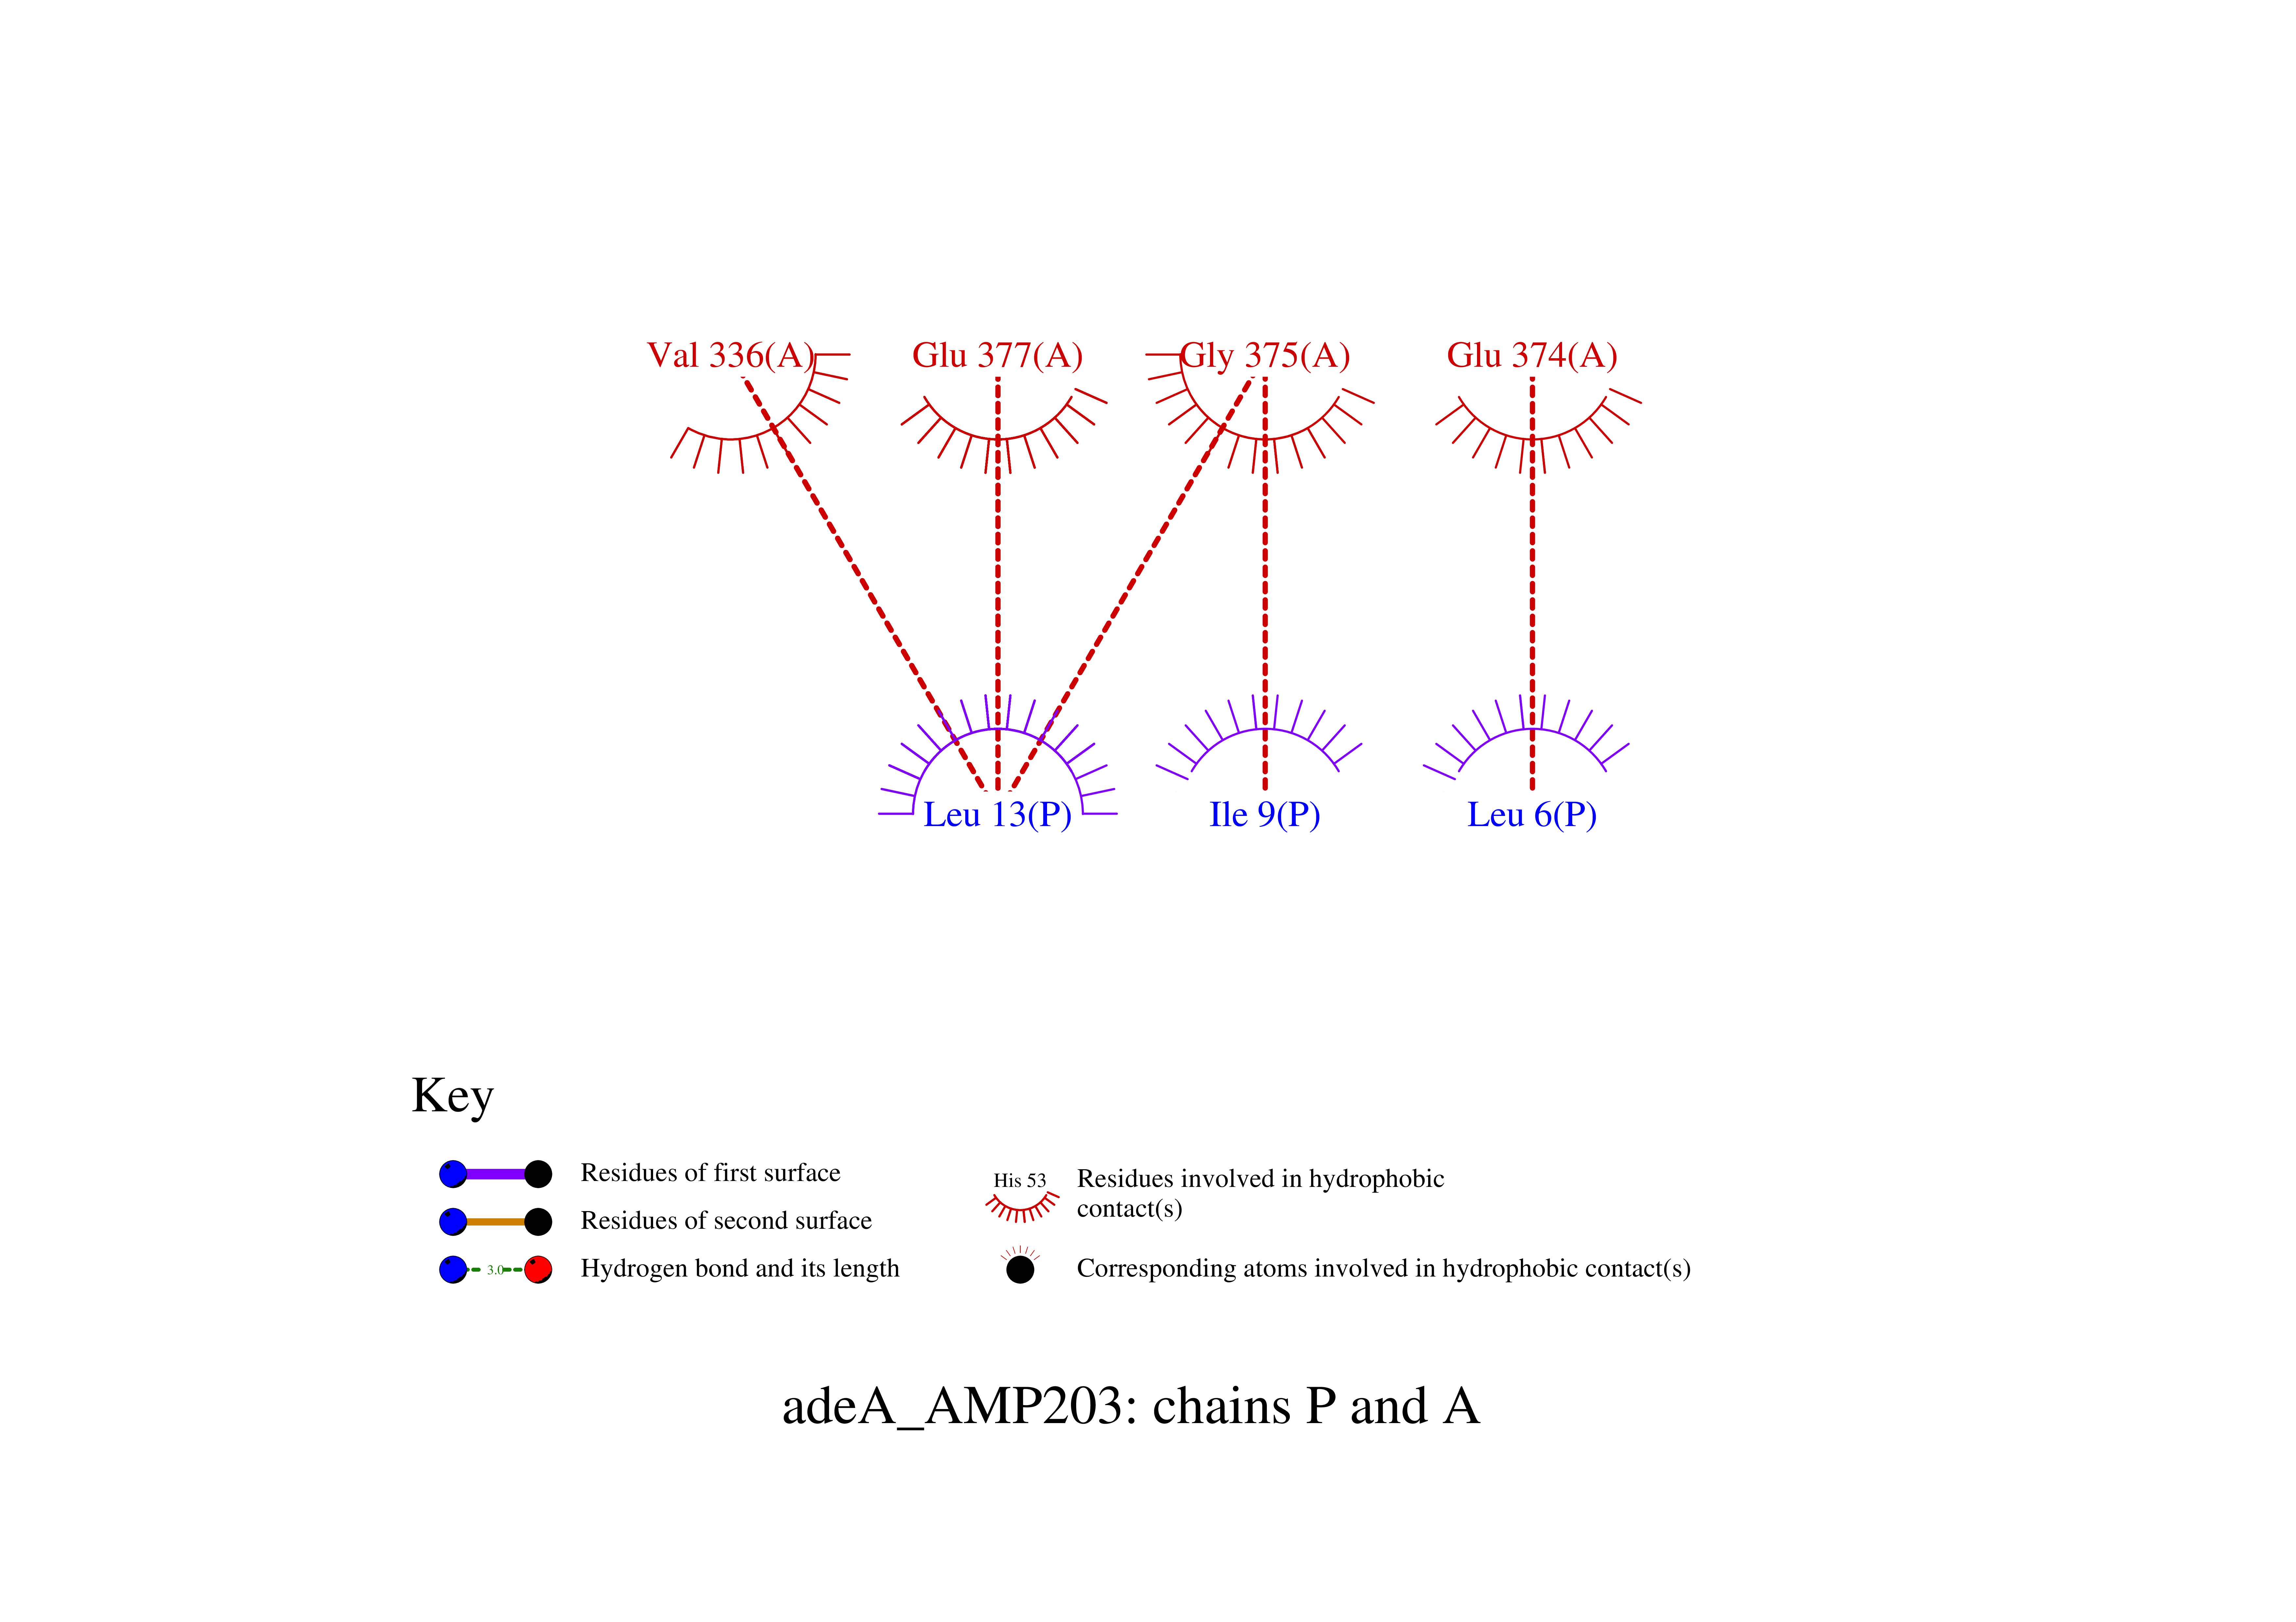 Val 336(A) Glu 377(A) Gly 375(A) Glu 374(A)
Leu 13(P) Ile 9(P) Leu 6(P)
Key
Residues of first surface
Residues of second surface
3.0 Hydrogen bond and its length
His 53 Residues involved in hydrophobic
contact(s)
Corresponding atoms involved in hydrophobic contact(s)
adeA_AMP203: chains P and A